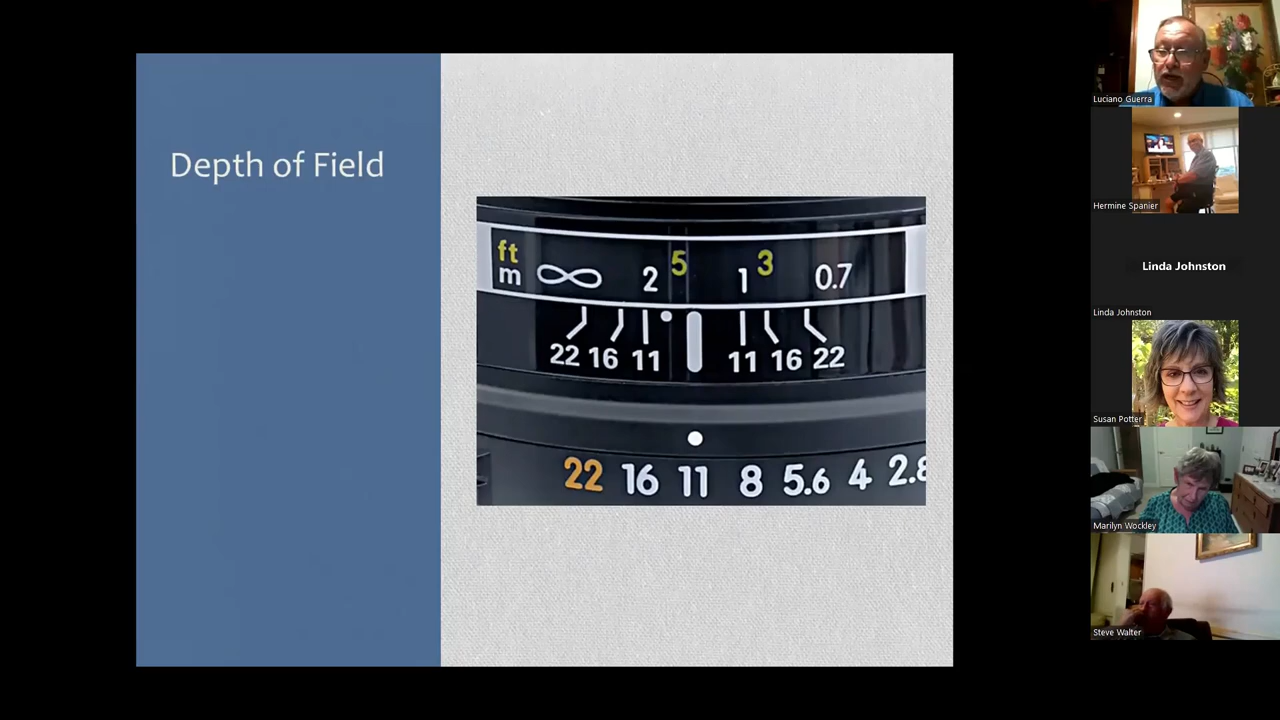 Depth of Field
ft 5 3
m ∞ 2 1 0.7
22 16 11 11 16 22
22 16 11 8 5.6 4 2.8
Luciano Guerra
Hermine Spanier
Linda Johnston
Linda Johnston
Susan Potter
Marilyn Wockley
Steve Walter